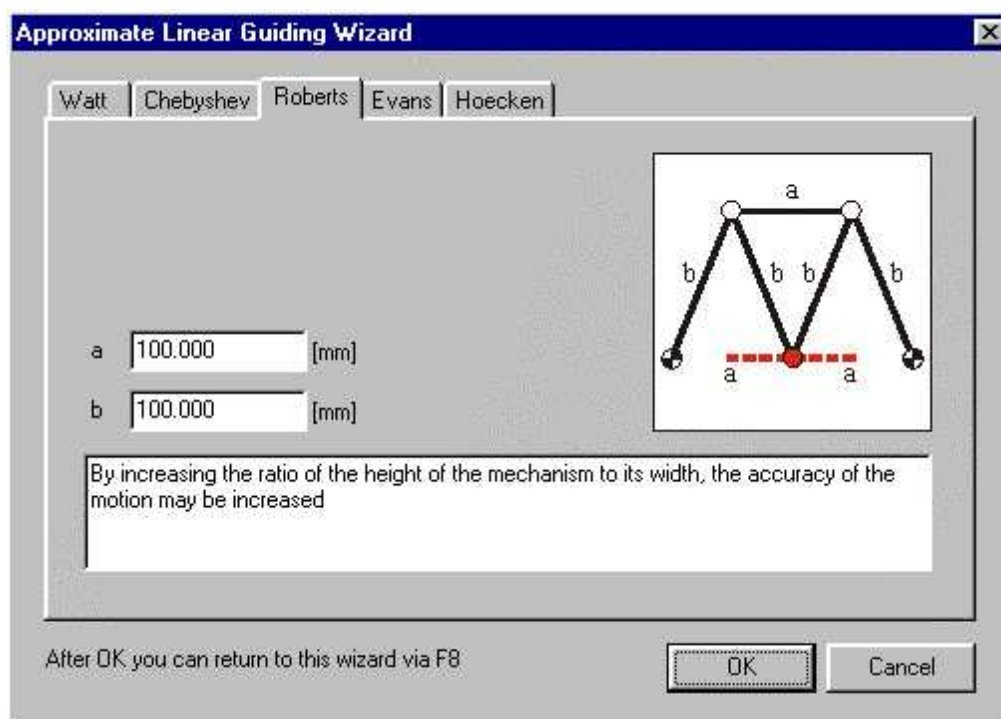 Approximate Linear Guiding Wizard
Watt Chebyshev Roberts Evans Hoecken
a
b b b b
a a
a 100.000 [mm]
b 100.000 [mm]
By increasing the ratio of the height of the mechanism to its width, the accuracy of the
motion may be increased
After OK you can return to this wizard via F8
OK Cancel